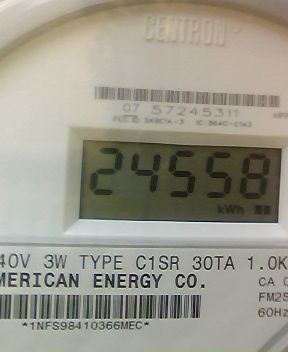 CENTRON®
07 57245311
24558
kWh
40V 3W TYPE C1SR 30TA 1.0K
MERICAN ENERGY CO.
CA
FM2S
60Hz
*1NFS98410366MEC*